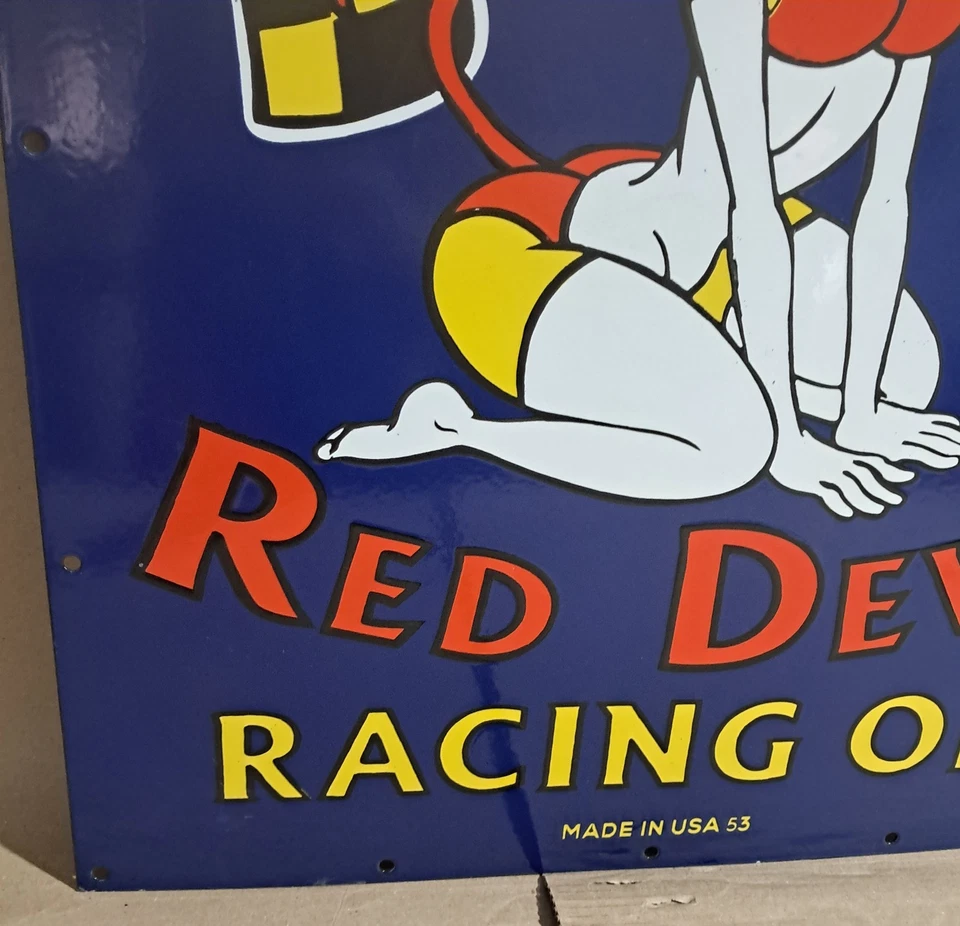 RED DEV
RACING O
MADE IN USA 53